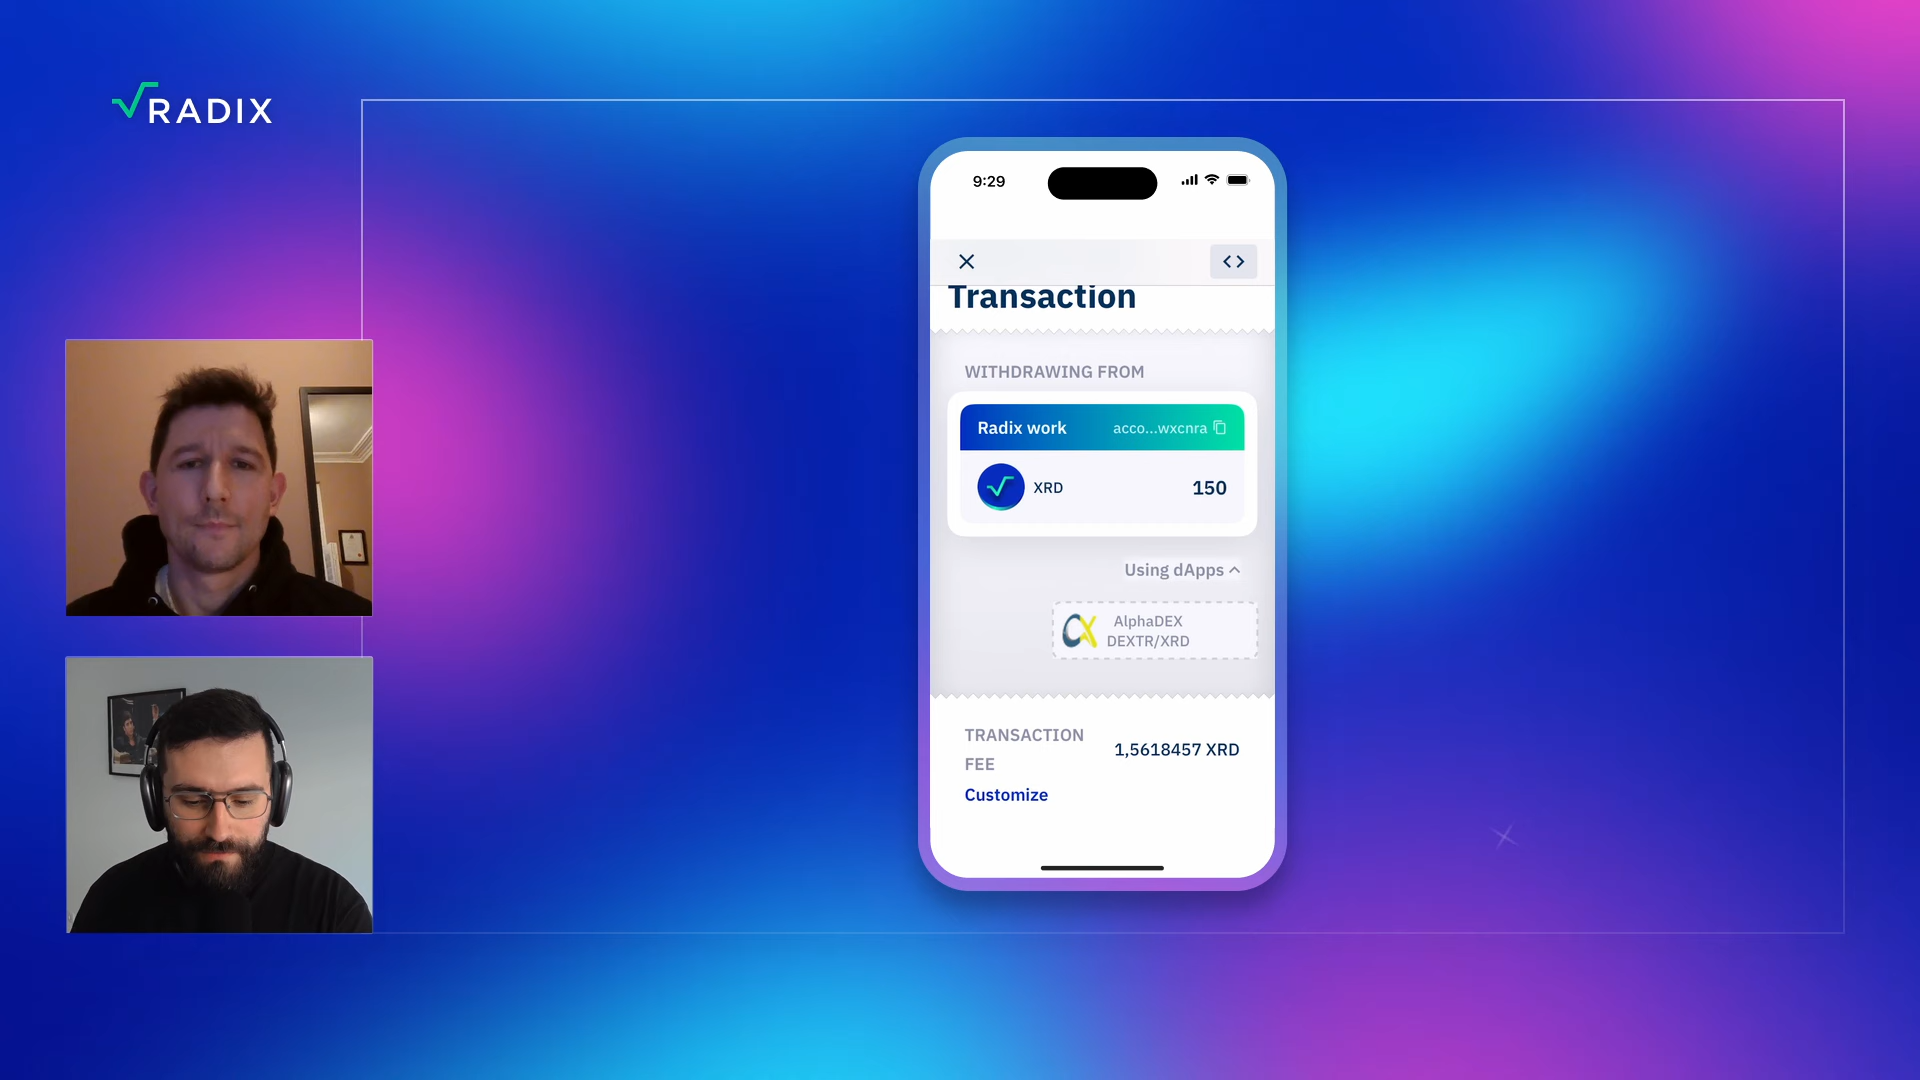 RADIX
9:29
Transaction
WITHDRAWING FROM
Radix work
acco...wxcnra
XRD
150
Using dApps
AlphaDEX
DEXTR/XRD
TRANSACTION
FEE
1,5618457 XRD
Customize